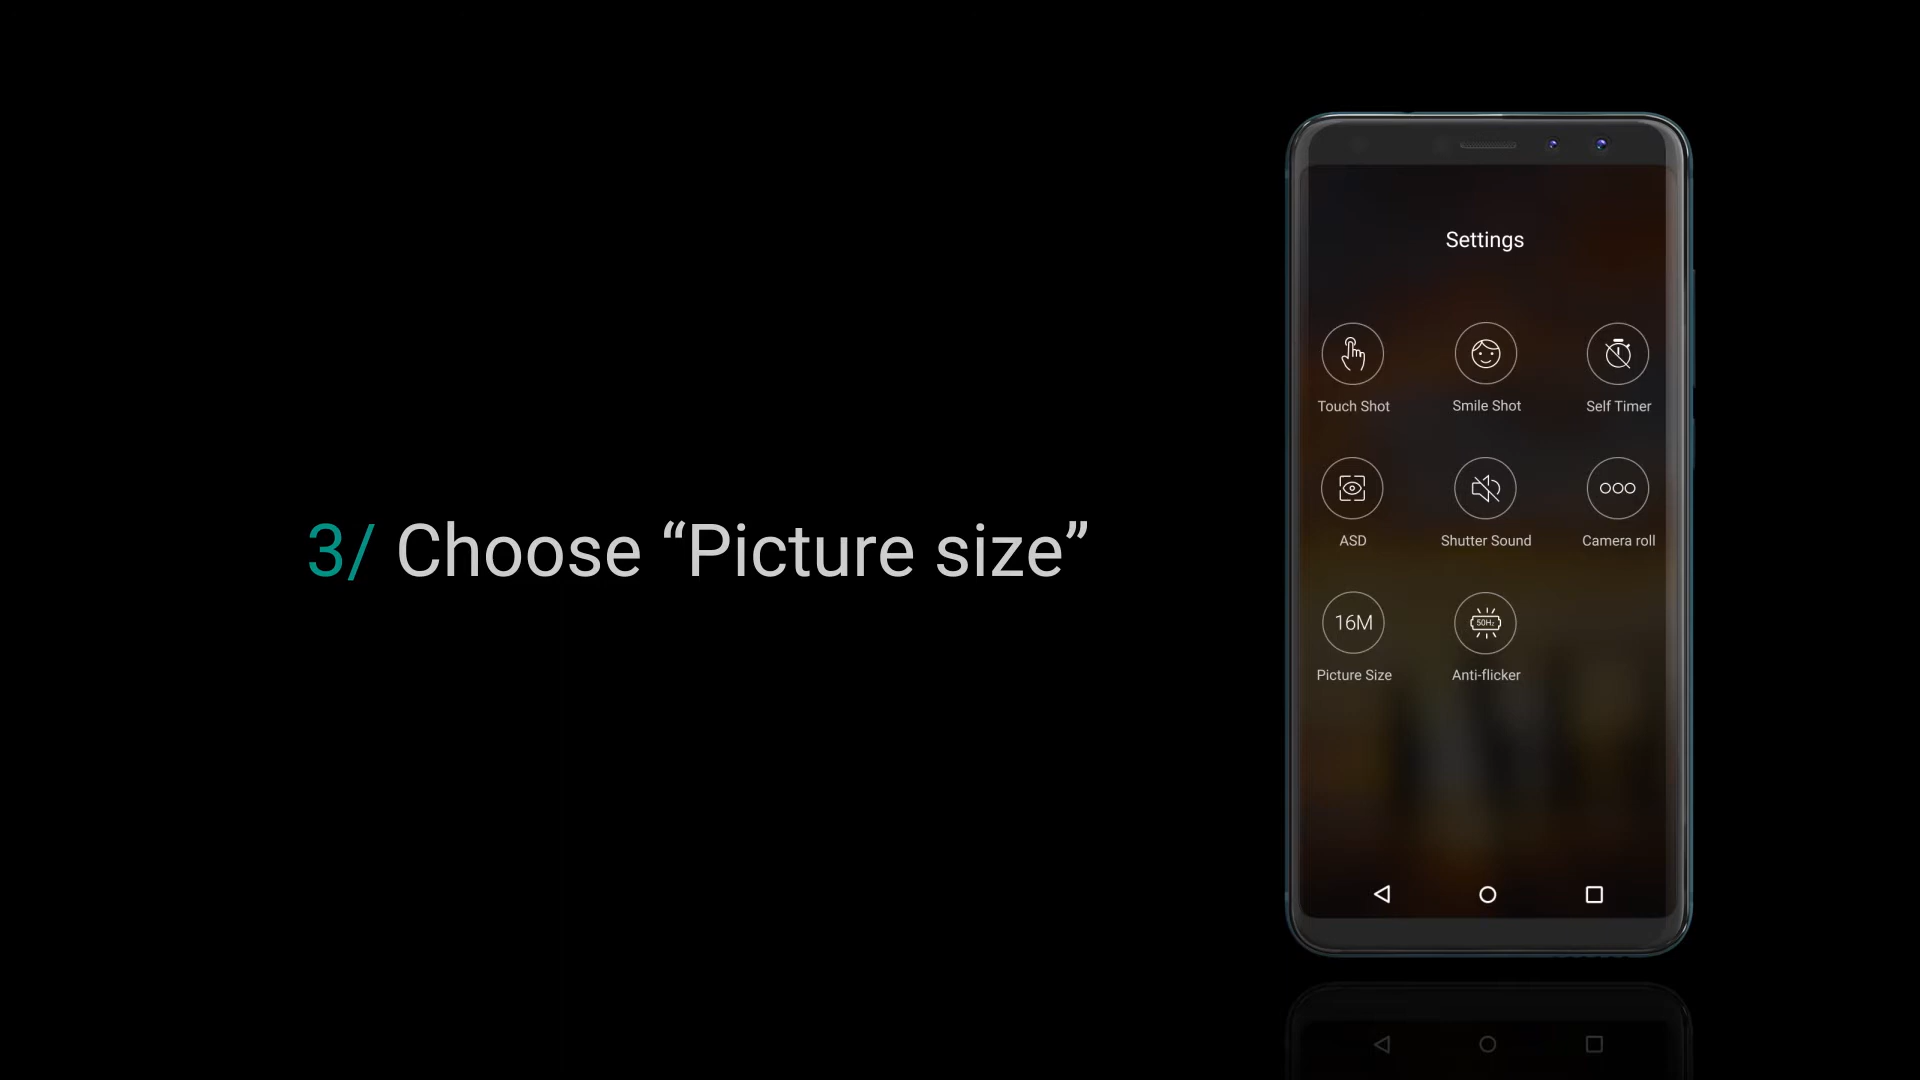 3/ Choose “Picture size”
Settings
Touch Shot
Smile Shot
Self Timer
ASD
Shutter Sound
Camera roll
16M
50Hz
Picture Size
Anti-flicker